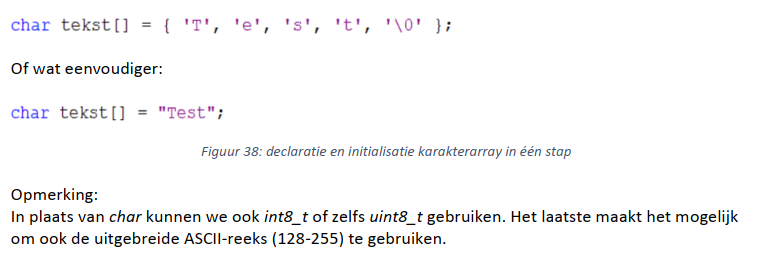 char tekst[] = { 'T', 'e', 's', 't', '\0' };
Of wat eenvoudiger:
char tekst[] = "Test";
Figuur 38: declaratie en initialisatie karakterarray in één stap
Opmerking:
In plaats van char kunnen we ook int8_t of zelfs uint8_t gebruiken. Het laatste maakt het mogelijk
om ook de uitgebreide ASCII-reeks (128-255) te gebruiken.